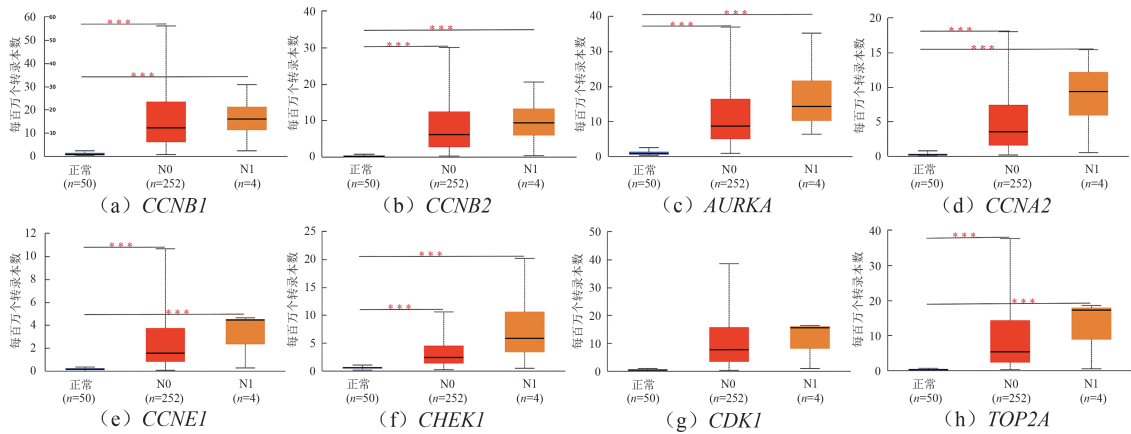 每百万个转录本数
60
50
40
30
20
10
0
60
50
40
30
20
10
***
***
正常
(n=50)
N0
(n=252)
N1
(n=4)
(a) CCNB1
每百万个转录本数
40
30
20
10
0
***
***
正常
(n=50)
N0
(n=252)
N1
(n=4)
(b) CCNB2
每百万个转录本数
40
30
20
10
0
***
***
正常
(n=50)
N0
(n=252)
N1
(n=4)
(c) AURKA
每百万个转录本数
20
15
10
5
0
***
***
正常
(n=50)
N0
(n=252)
N1
(n=4)
(d) CCNA2
每百万个转录本数
12
10
8
6
4
2
0
***
***
正常
(n=50)
N0
(n=252)
N1
(n=4)
(e) CCNE1
每百万个转录本数
25
20
15
10
5
0
***
***
正常
(n=50)
N0
(n=252)
N1
(n=4)
(f) CHEK1
每百万个转录本数
50
40
30
20
10
0
正常
(n=50)
N0
(n=252)
N1
(n=4)
(g) CDK1
每百万个转录本数
40
30
20
10
0
***
***
正常
(n=50)
N0
(n=252)
N1
(n=4)
(h) TOP2A